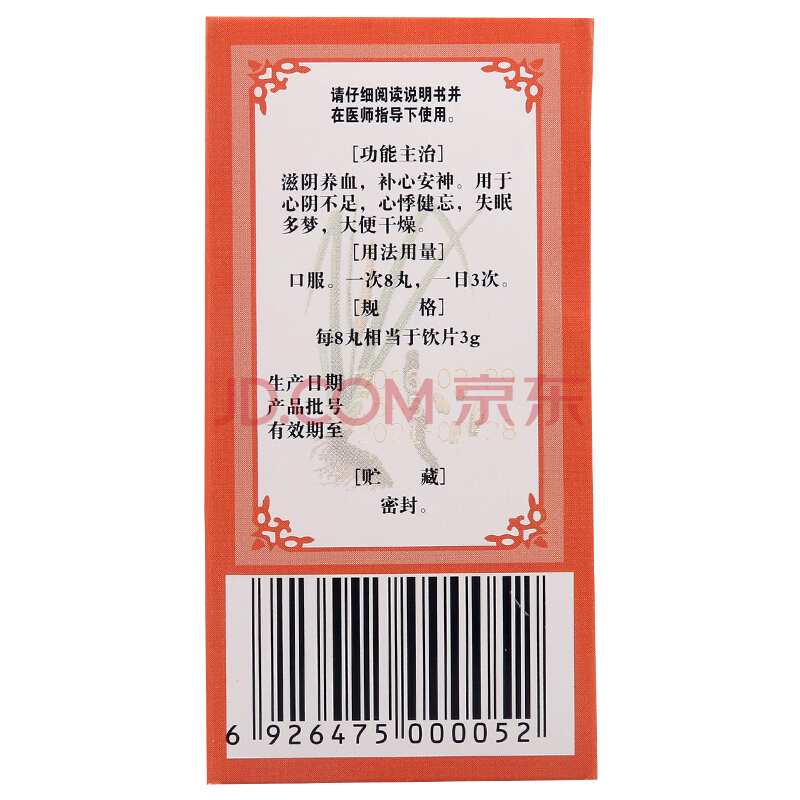 请仔细阅读说明书并
在医师指导下使用。
[功能主治]
滋阴养血，补心安神。用于
心阴不足，心悸健忘，失眠
多梦，大便干燥。
[用法用量]
口服。一次8丸，一日3次。
[规　格]
每8丸相当于饮片3g
生产日期
产品批号
有效期至
JD.COM 京东
[贮　藏]
密封。
6 926475 000052